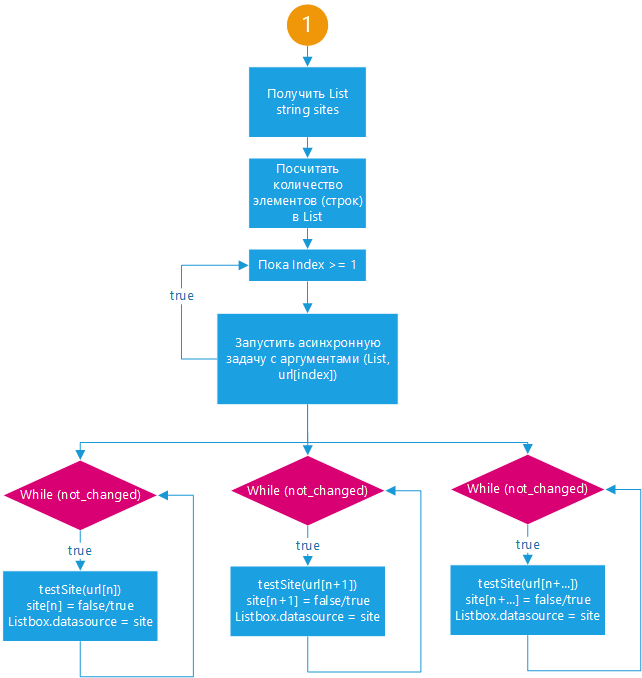 1
Получить List
string sites
Посчитать
количество
элементов (строк)
в List
Пока Index >= 1
true
Запустить асинхронную
задачу с аргументами (List,
url[index])
While (not_changed)
While (not_changed)
While (not_changed)
true
true
true
testSite(url[n])
site[n] = false/true
Listbox.datasource = site
testSite(url[n+1])
site[n+1] = false/true
Listbox.datasource = site
testSite(url[n+...])
site[n+...] = false/true
Listbox.datasource = site